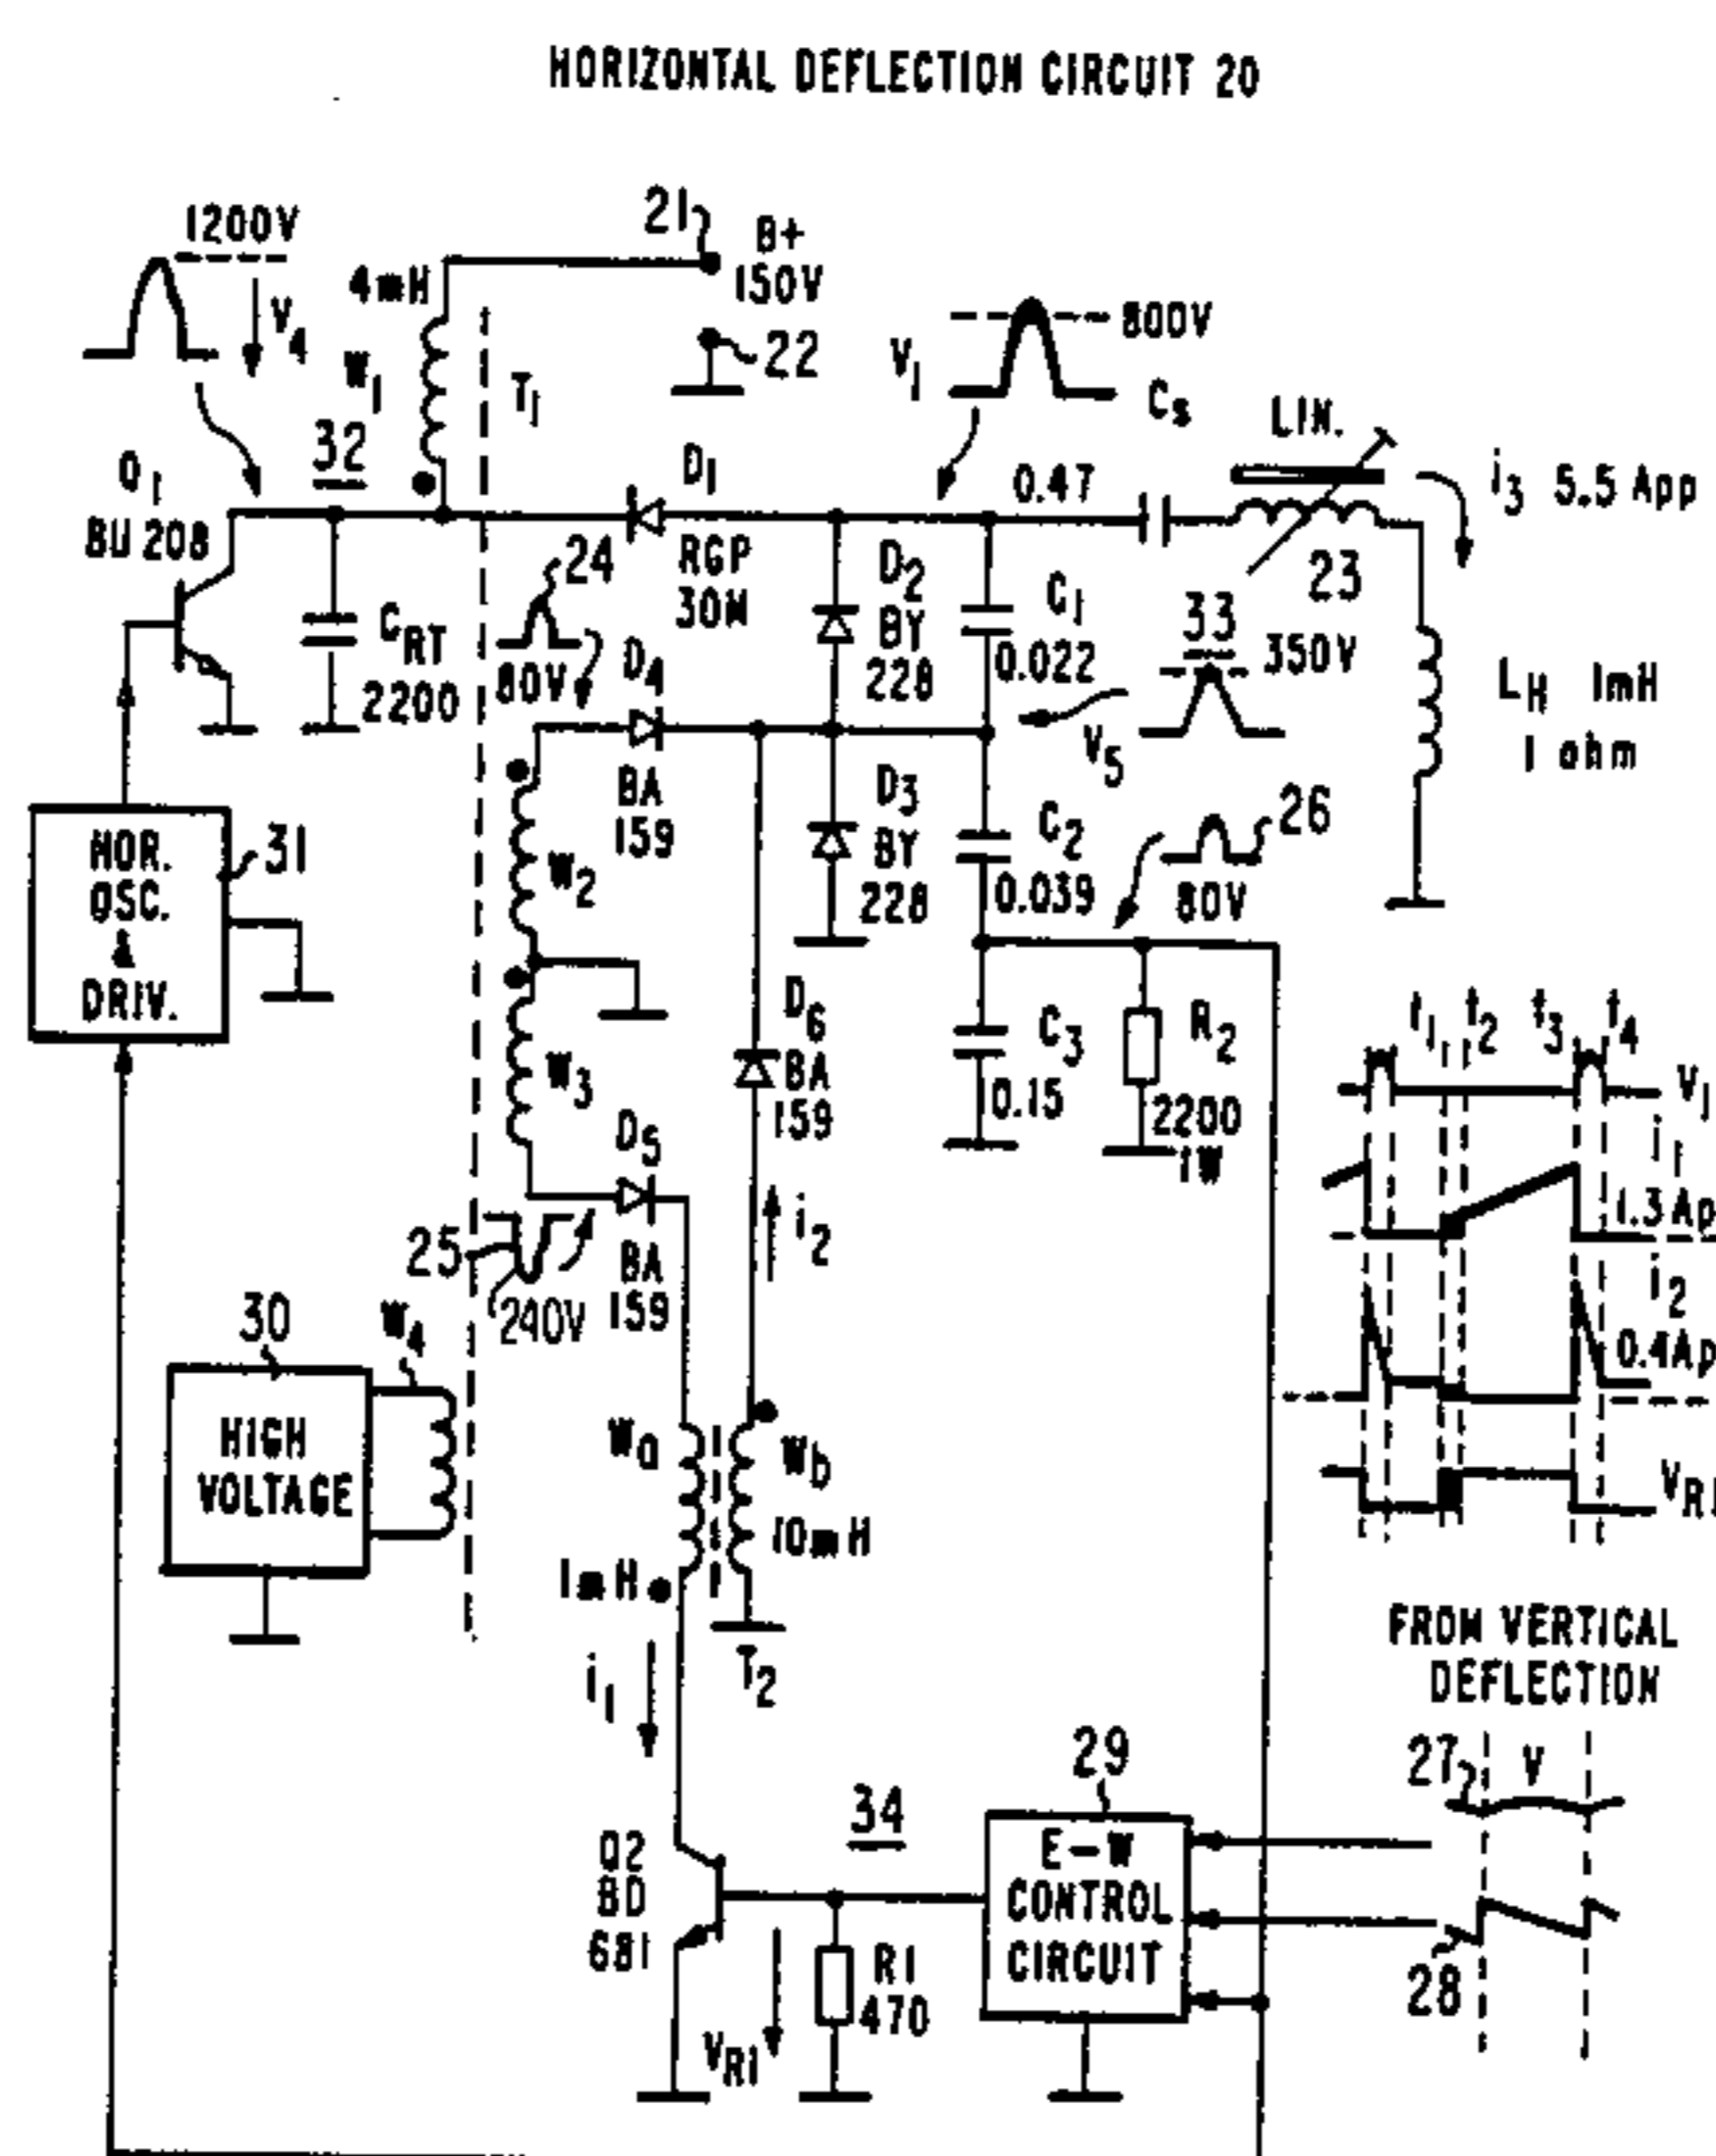 HORIZONTAL DEFLECTION CIRCUIT 20
1200V
V4
21
B+
150V
4mH
W1
T1
22
V1
800V
CS
LIN.
i3 5.5 App
Q1
BU 208
32
D1
RGP
30M
0.47
23
24
80V
CRT
2200
D2
BY
228
C1
0.022
33
350V
LH 1mH
1 ohm
D4
BA
159
V5
HOR.
OSC.
&
DRIV.
31
W2
D3
BY
228
C2
0.039
26
80V
W3
D6
BA
159
C3
0.15
R2
2200
1W
t1 t2 t3 t4
V1
i1
1.3Ap
i2
0.4Ap
VR1
D5
BA
159
25
240V
i2
30
W4
HIGH
VOLTAGE
Wa
Wb
10mH
1mH
T2
i1
FROM VERTICAL
DEFLECTION
27
V
28
29
34
E-W
CONTROL
CIRCUIT
Q2
BD
681
R1
470
VR1